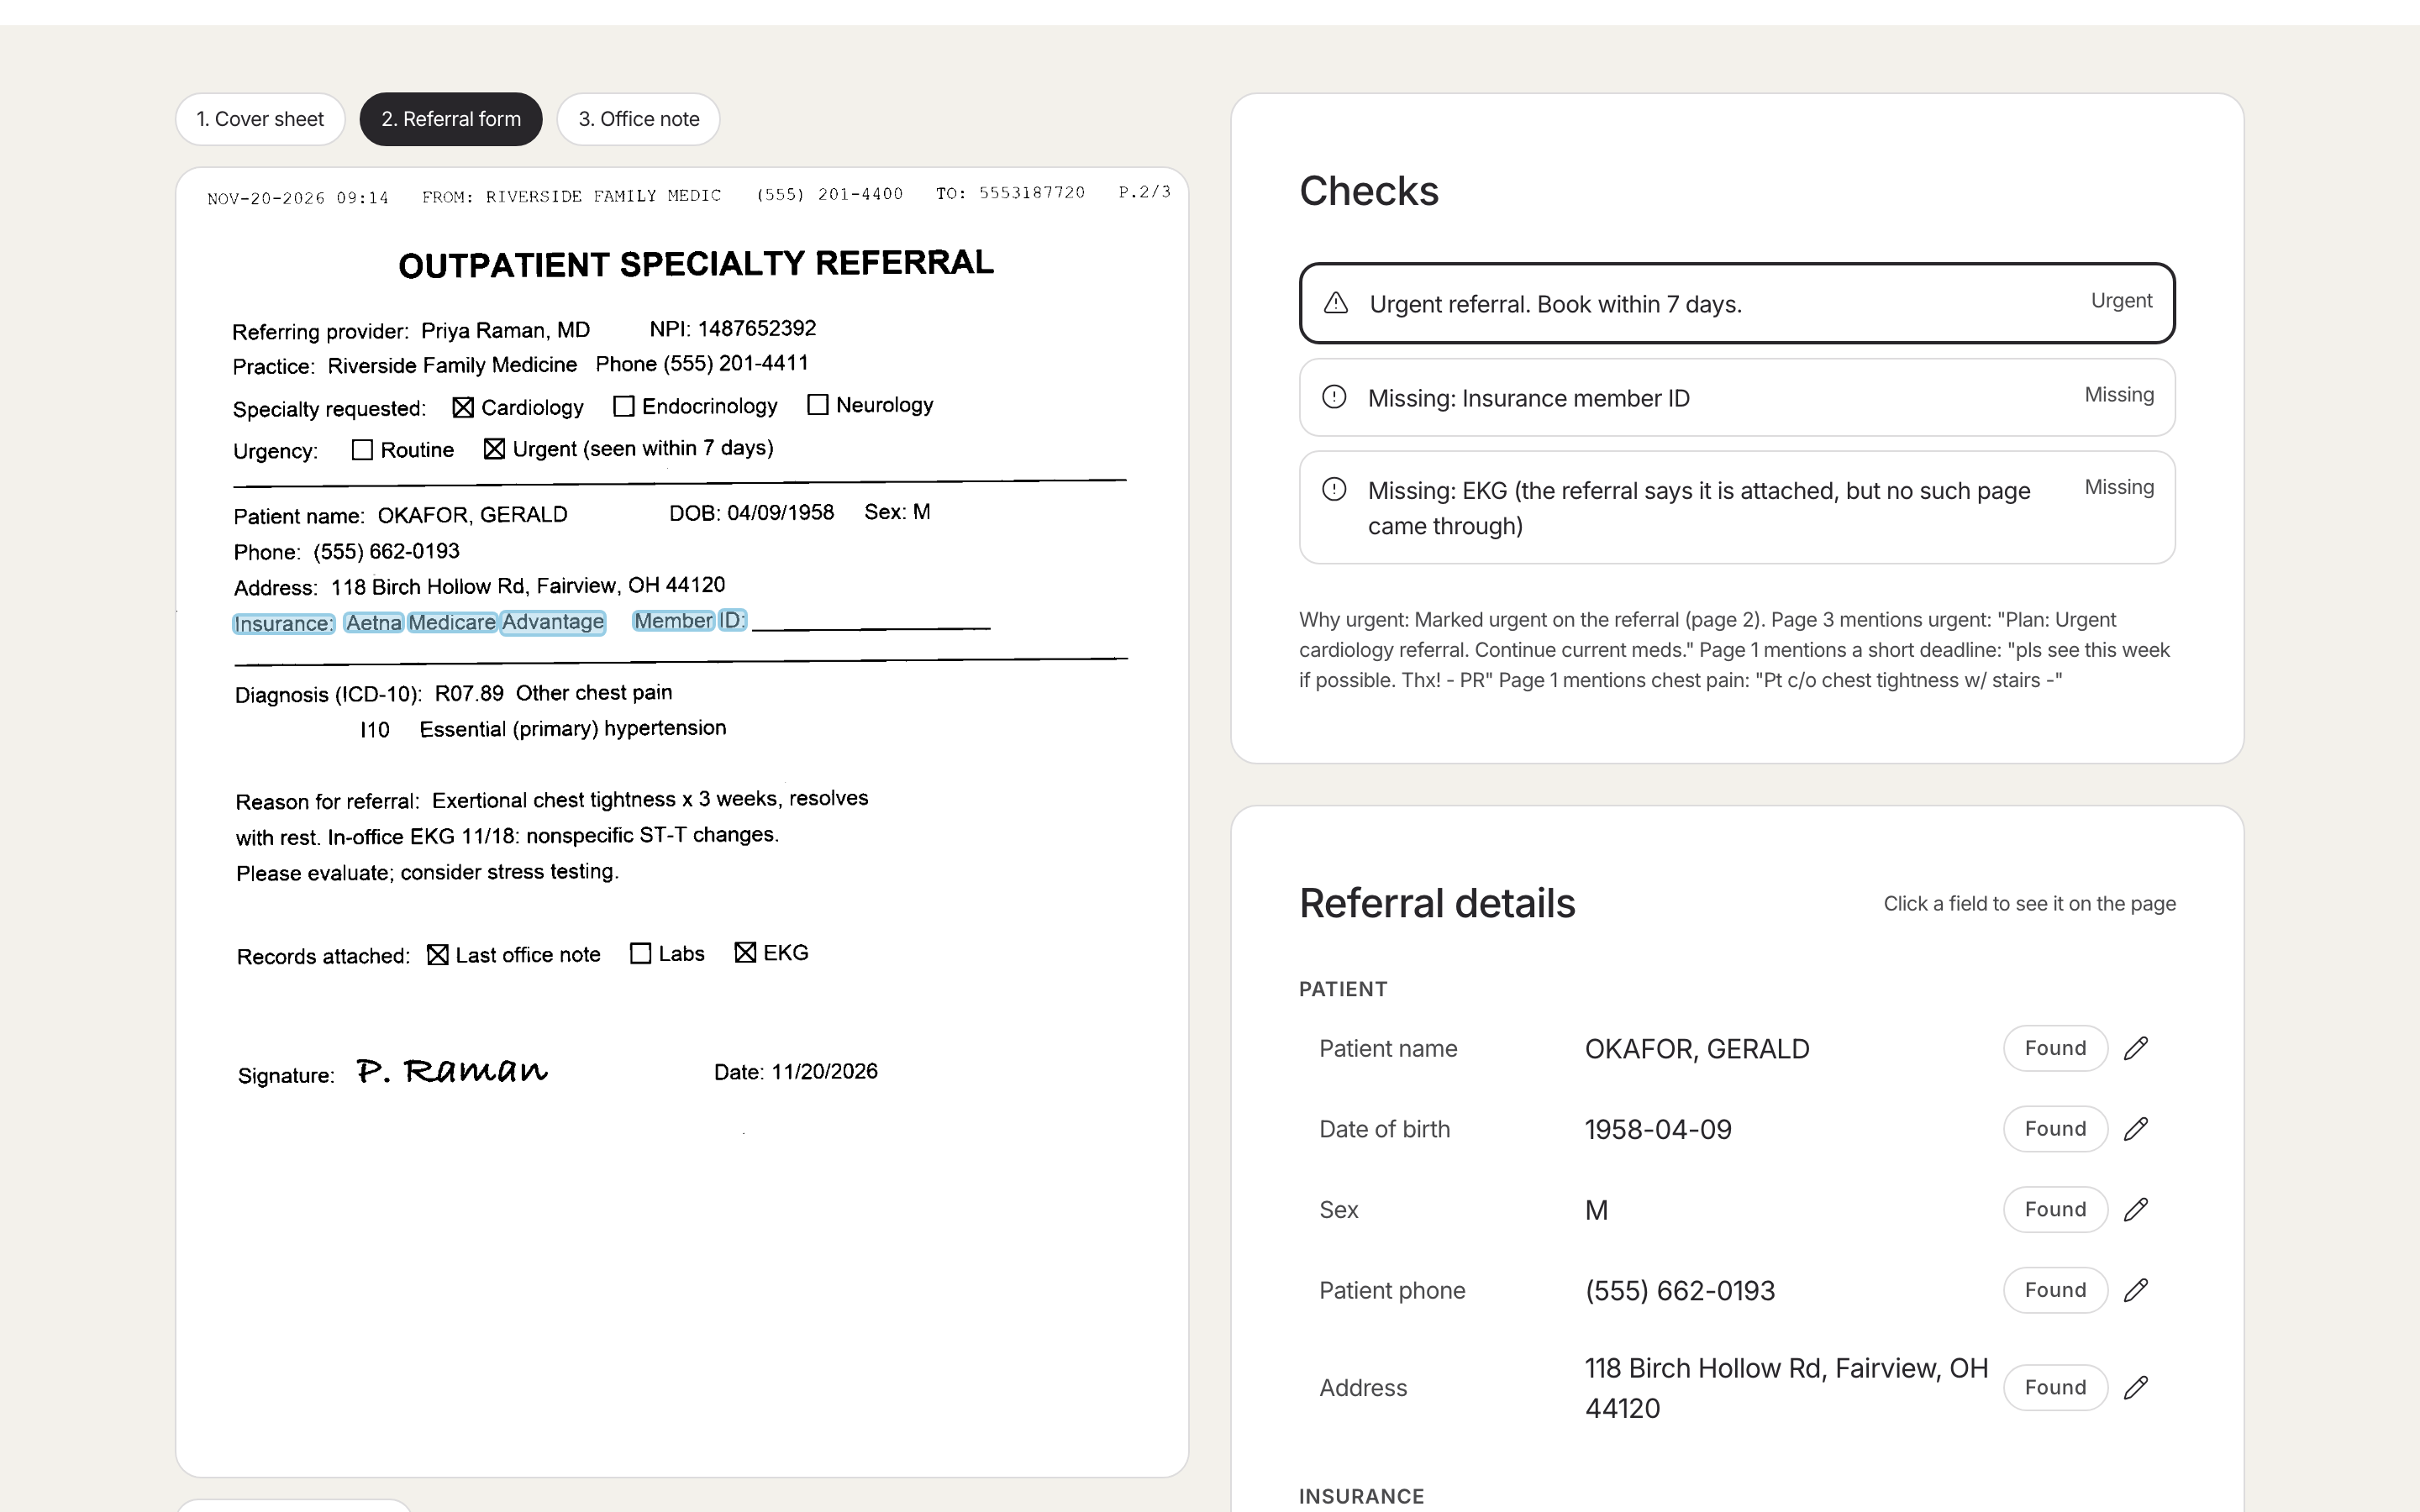 1. Cover sheet
2. Referral form
3. Office note
NOV-20-2026 09:14 FROM: RIVERSIDE FAMILY MEDIC (555) 201-4400 TO: 5553187720 P.2/3
OUTPATIENT SPECIALTY REFERRAL
Referring provider: Priya Raman, MD NPI: 1487652392
Practice: Riverside Family Medicine Phone (555) 201-4411
Specialty requested: ☒ Cardiology ☐ Endocrinology ☐ Neurology
Urgency: ☐ Routine ☒ Urgent (seen within 7 days)
Patient name: OKAFOR, GERALD DOB: 04/09/1958 Sex: M
Phone: (555) 662-0193
Address: 118 Birch Hollow Rd, Fairview, OH 44120
Insurance: Aetna Medicare Advantage Member ID:
Diagnosis (ICD-10): R07.89 Other chest pain
I10 Essential (primary) hypertension
Reason for referral: Exertional chest tightness x 3 weeks, resolves
with rest. In-office EKG 11/18: nonspecific ST-T changes.
Please evaluate; consider stress testing.
Records attached: ☒ Last office note ☐ Labs ☒ EKG
Signature: P. Raman Date: 11/20/2026
Checks
Urgent referral. Book within 7 days. Urgent
Missing: Insurance member ID Missing
Missing: EKG (the referral says it is attached, but no such page Missing
came through)
Why urgent: Marked urgent on the referral (page 2). Page 3 mentions urgent: "Plan: Urgent
cardiology referral. Continue current meds." Page 1 mentions a short deadline: "pls see this week
if possible. Thx! - PR" Page 1 mentions chest pain: "Pt c/o chest tightness w/ stairs -"
Referral details Click a field to see it on the page
PATIENT
Patient name OKAFOR, GERALD Found
Date of birth 1958-04-09 Found
Sex M Found
Patient phone (555) 662-0193 Found
Address 118 Birch Hollow Rd, Fairview, OH Found
44120
INSURANCE